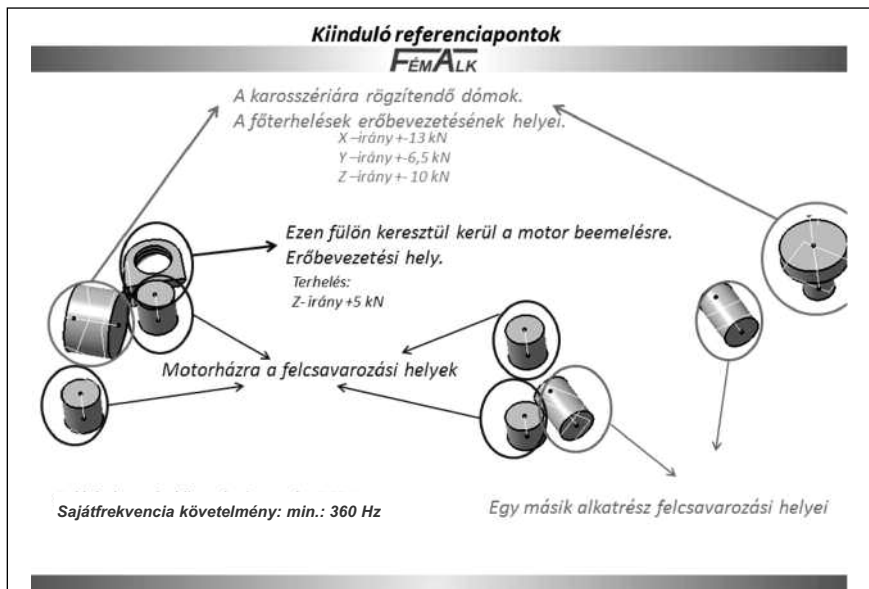 Kiinduló referenciapontok
FÉMALK
A karosszériára rögzítendő dómok.
A főterhelések erőbevezetésének helyei.
X –irány +-13 kN
Y –irány +-6,5 kN
Z –irány +- 10 kN
Ezen fülön keresztül kerül a motor beemelésre.
Erőbevezetési hely.
Terhelés:
Z- irány +5 kN
Motorházra a felcsavarozási helyek
Sajátfrekvencia követelmény: min.: 360 Hz
Egy másik alkatrész felcsavarozási helyei